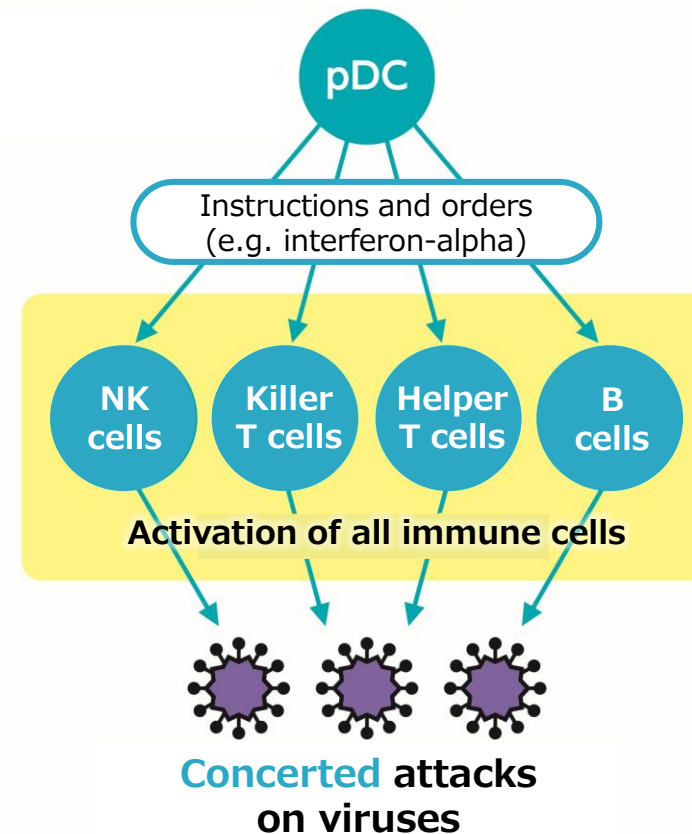 pDC
Instructions and orders
(e.g. interferon-alpha)
NK
cells
Killer
T cells
Helper
T cells
B
cells
Activation of all immune cells
Concerted attacks
on viruses